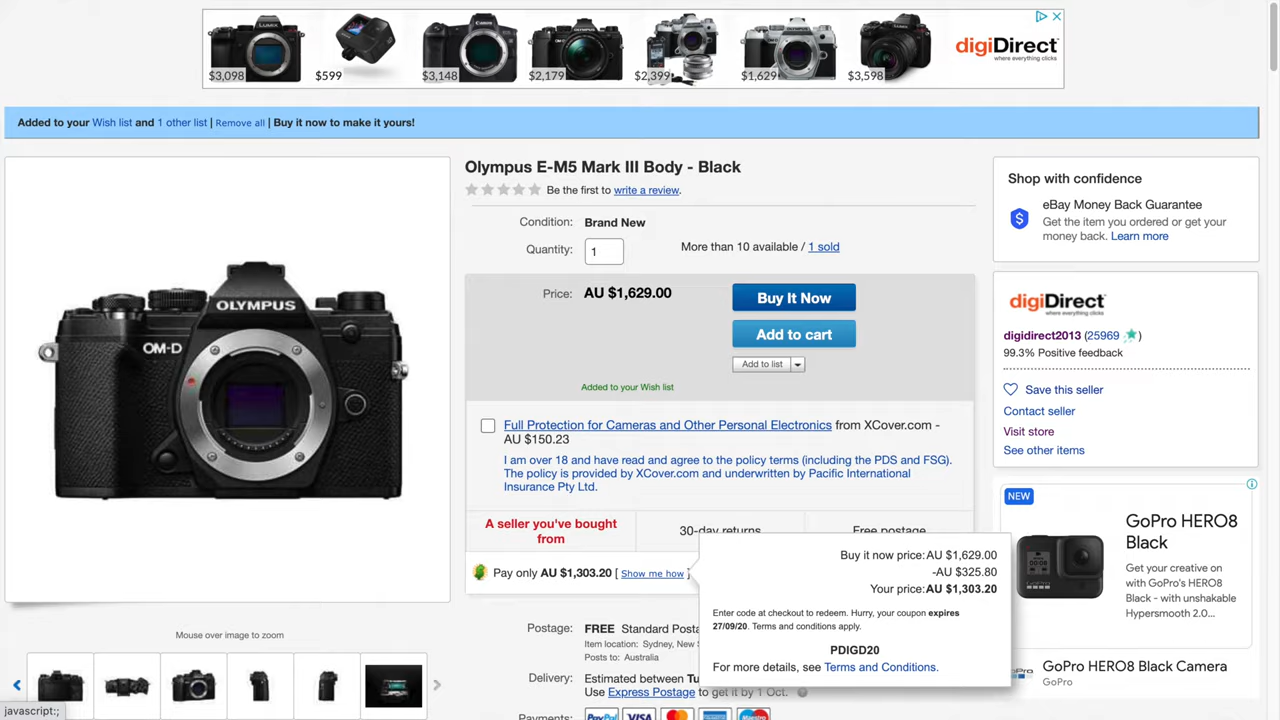 $3,098
$599
$3,148
$2,179
$2,399
$1,629
$3,598
digiDirect
where everything clicks
Added to your Wish list and 1 other list | Remove all | Buy it now to make it yours!
OLYMPUS
OM-D
Mouse over image to zoom
Olympus E-M5 Mark III Body - Black
Be the first to write a review.
Condition: Brand New
Quantity: 1 More than 10 available / 1 sold
Price: AU $1,629.00
Buy It Now
Add to cart
Add to list
Added to your Wish list
Full Protection for Cameras and Other Personal Electronics from XCover.com -
AU $150.23
I am over 18 and have read and agree to the policy terms (including the PDS and FSG).
The policy is provided by XCover.com and underwritten by Pacific International
Insurance Pty Ltd.
A seller you've bought
from
30-day returns
Free postage
Pay only AU $1,303.20 [ Show me how ]
Buy it now price: AU $1,629.00
-AU $325.80
Your price: AU $1,303.20
Enter code at checkout to redeem. Hurry, your coupon expires
27/09/20. Terms and conditions apply.
PDIGD20
For more details, see Terms and Conditions.
Postage: FREE Standard Posta
Item location: Sydney, New
Posts to: Australia
Delivery: Estimated between Tu
Use Express Postage to get it by 1 Oct.
Payments: PayPal VISA Maestro
Shop with confidence
eBay Money Back Guarantee
Get the item you ordered or get your
money back. Learn more
digiDirect
where everything clicks
digidirect2013 (25969 )
99.3% Positive feedback
Save this seller
Contact seller
Visit store
See other items
NEW
GoPro HERO8
Black
Get your creative on
with GoPro's HERO8
Black - with unshakable
Hypersmooth 2.0...
GoPro HERO8 Black Camera
GoPro
javascript:;